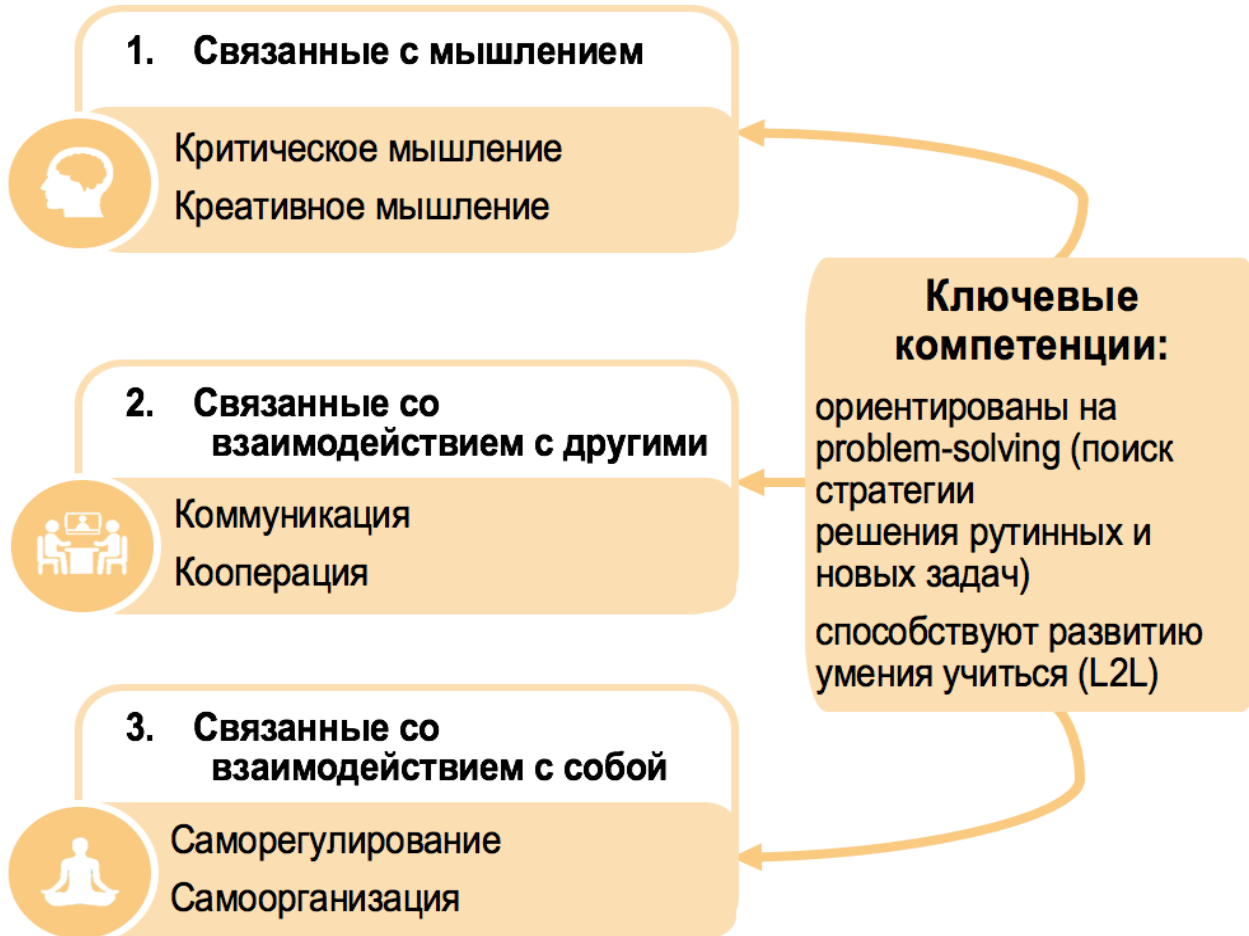 1. Связанные с мышлением
Критическое мышление
Креативное мышление
2. Связанные со
взаимодействием с другими
Коммуникация
Кооперация
3. Связанные со
взаимодействием с собой
Саморегулирование
Самоорганизация
Ключевые
компетенции:
ориентированы на
problem-solving (поиск
стратегии
решения рутинных и
новых задач)
способствуют развитию
умения учиться (L2L)